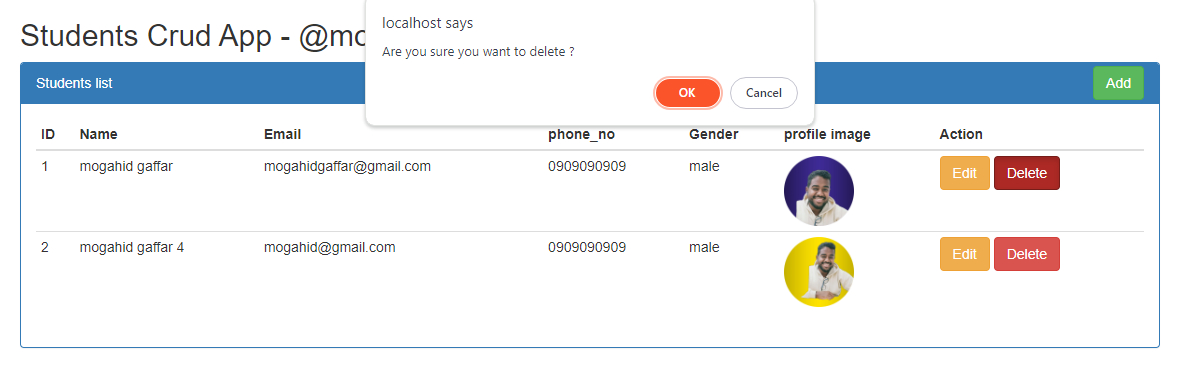 Students Crud App - @mo
localhost says
Are you sure you want to delete ?
OK Cancel
Students list Add
ID Name Email phone_no Gender profile image Action
1 mogahid gaffar mogahidgaffar@gmail.com 0909090909 male Edit Delete
2 mogahid gaffar 4 mogahid@gmail.com 0909090909 male Edit Delete